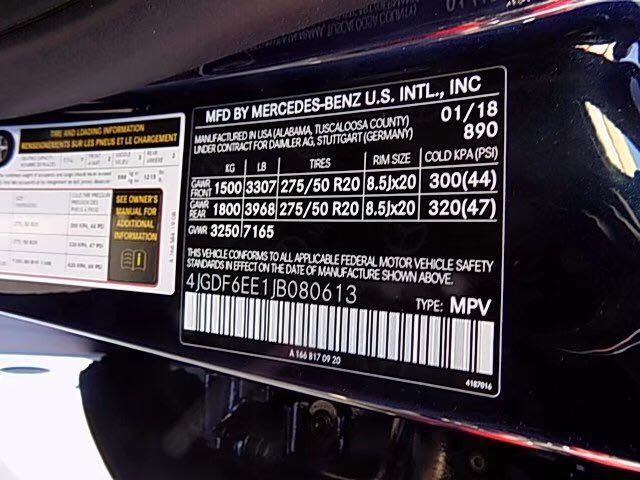 MFD BY MERCEDES-BENZ U.S. INTL., INC
MANUFACTURED IN USA (ALABAMA, TUSCALOOSA COUNTY) 01/18
UNDER CONTRACT FOR DAIMLER AG, STUTTGART (GERMANY) 890
KG LB TIRES RIM SIZE COLD KPA (PSI)
GAWR FRONT 1500 3307 275/50 R20 8.5Jx20 300(44)
GAWR REAR 1800 3968 275/50 R20 8.5Jx20 320(47)
GVWR 3250 7165
THIS VEHICLE CONFORMS TO ALL APPLICABLE FEDERAL MOTOR VEHICLE SAFETY
STANDARDS IN EFFECT ON THE DATE OF MANUFACTURE SHOWN ABOVE.
4JGDF6EE1JB080613 TYPE: MPV
A 166 817 09 20
4187016
TIRE AND LOADING INFORMATION
RENSEIGNEMENTS SUR LES PNEUS ET LE CHARGEMENT
SEE OWNER'S
MANUAL FOR
ADDITIONAL
INFORMATION